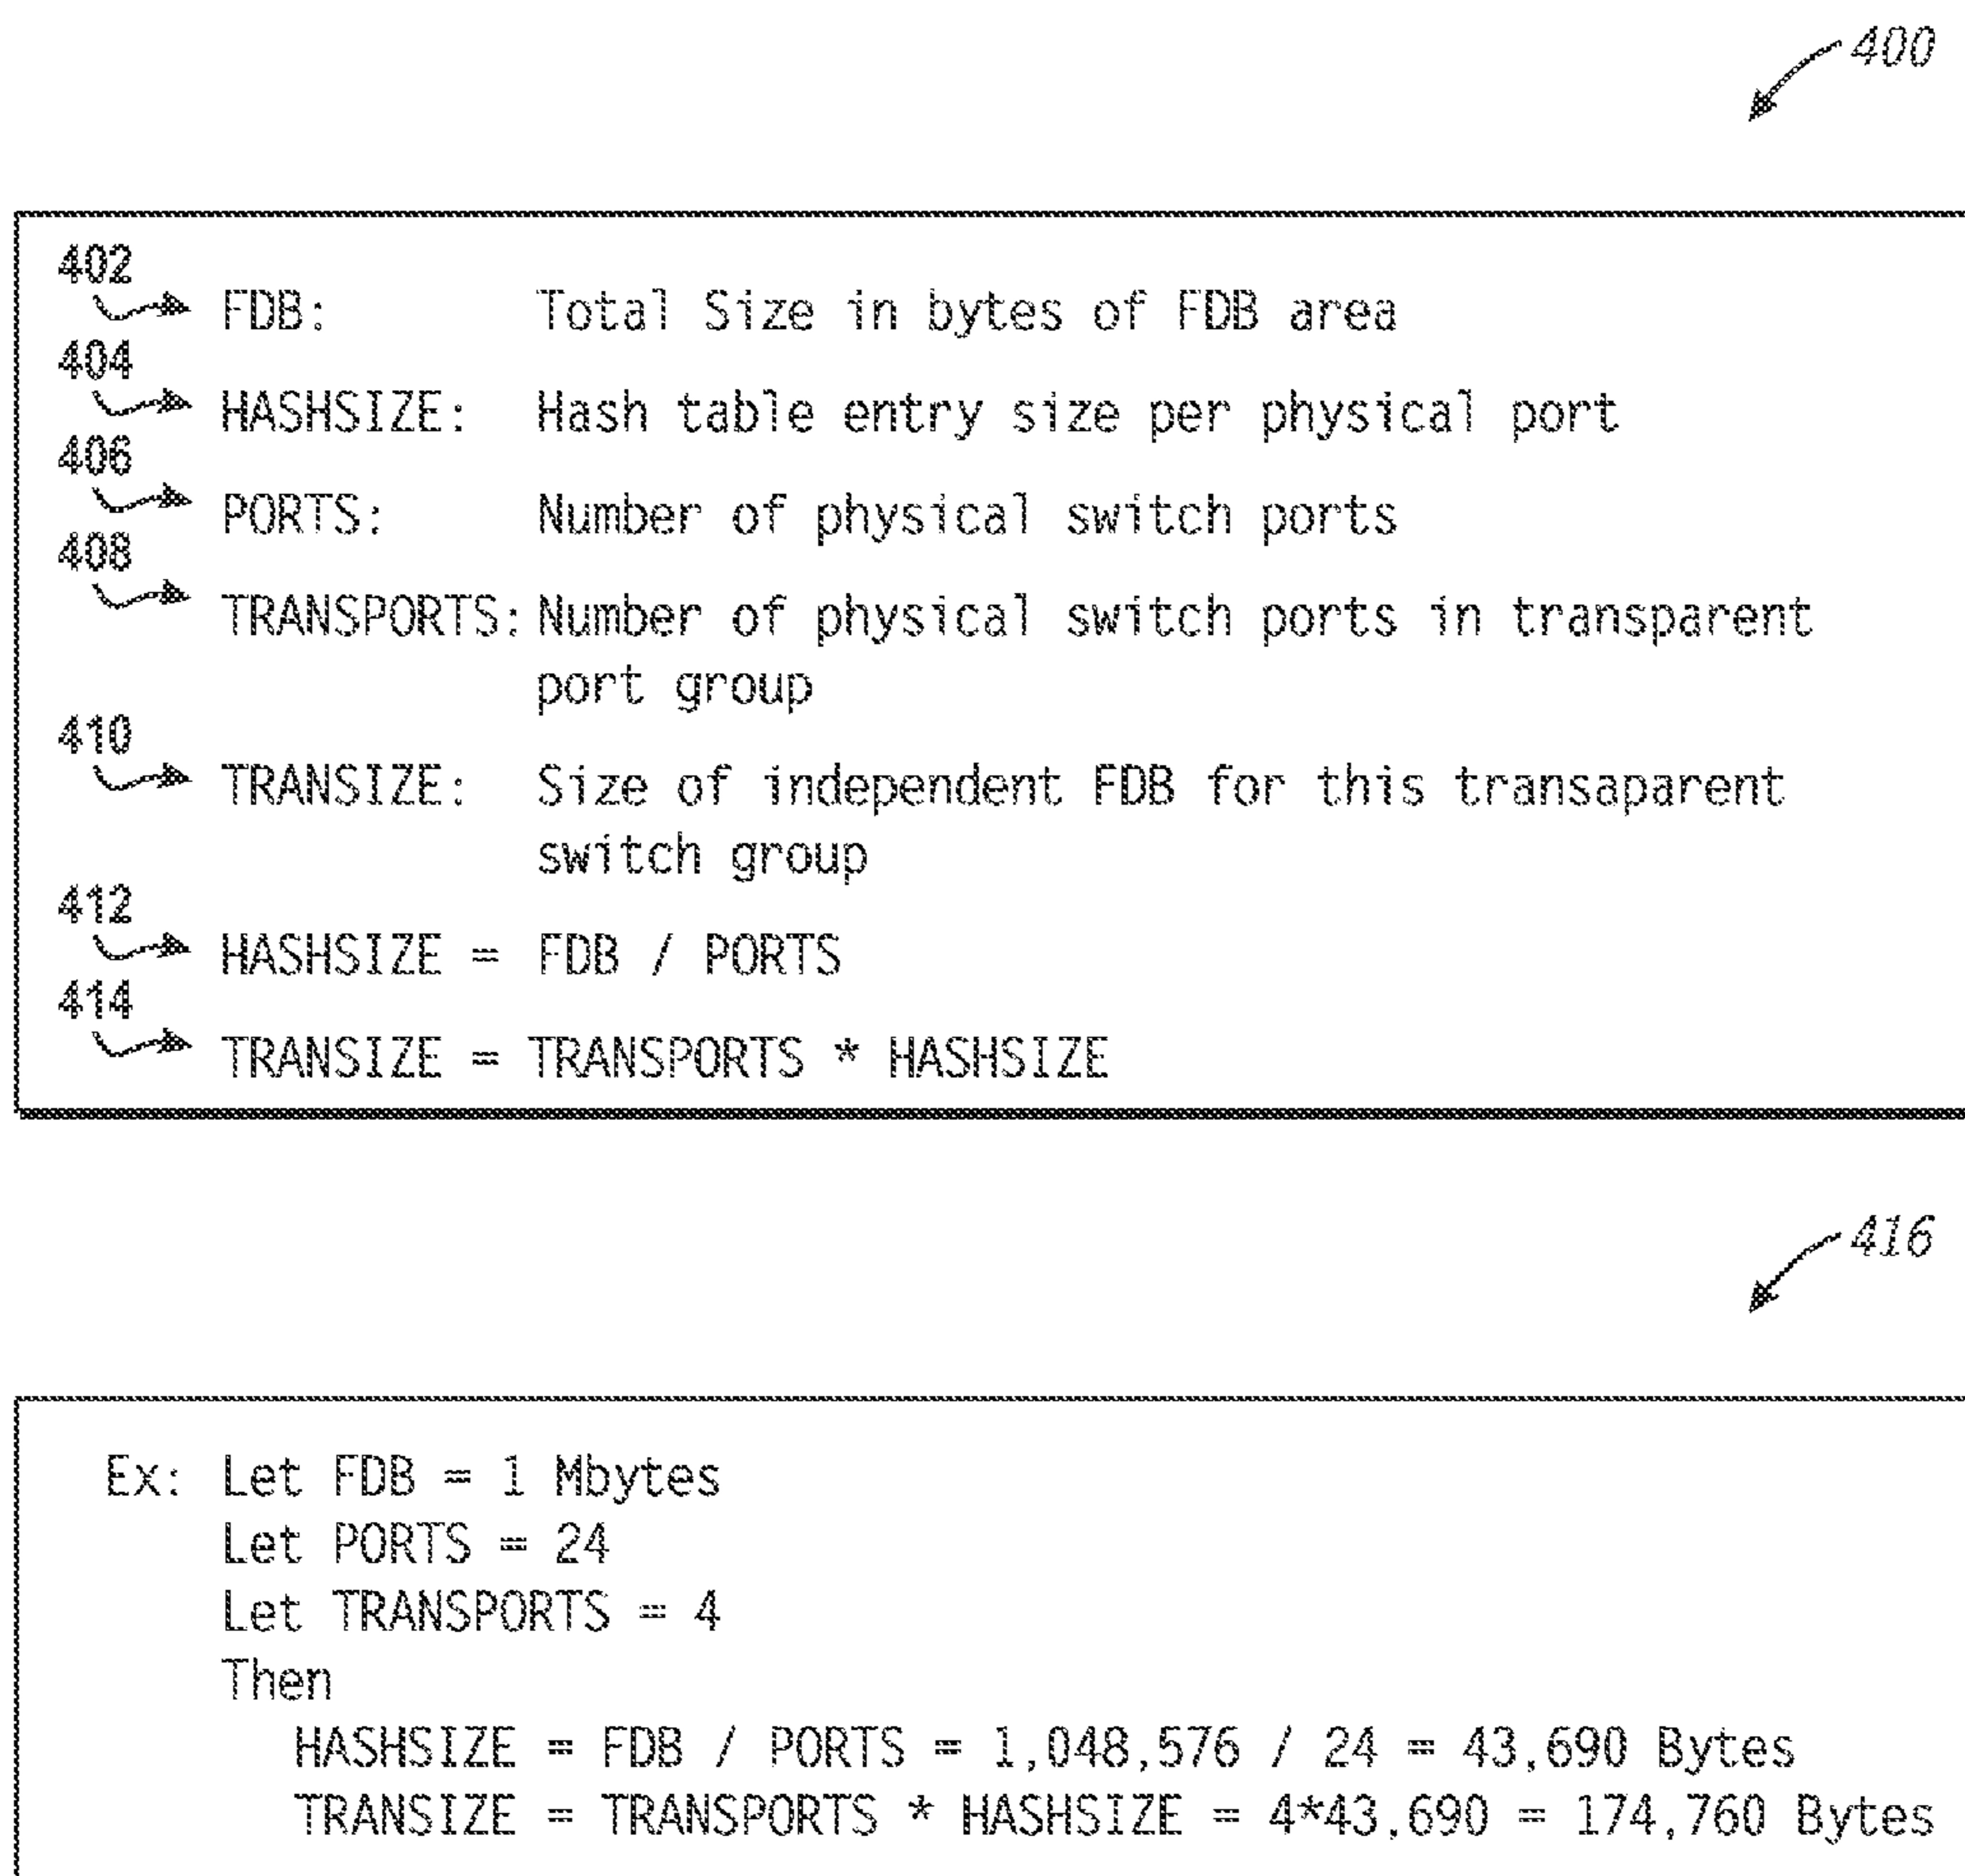 400
402
FDB: Total Size in bytes of FDB area
404
HASHSIZE: Hash table entry size per physical port
406
PORTS: Number of physical switch ports
408
TRANSPORTS: Number of physical switch ports in transparent
port group
410
TRANSIZE: Size of independent FDB for this transaparent
switch group
412
HASHSIZE = FDB / PORTS
414
TRANSIZE = TRANSPORTS * HASHSIZE
416
Ex: Let FDB = 1 Mbytes
Let PORTS = 24
Let TRANSPORTS = 4
Then
HASHSIZE = FDB / PORTS = 1,048,576 / 24 = 43,690 Bytes
TRANSIZE = TRANSPORTS * HASHSIZE = 4*43,690 = 174,760 Bytes